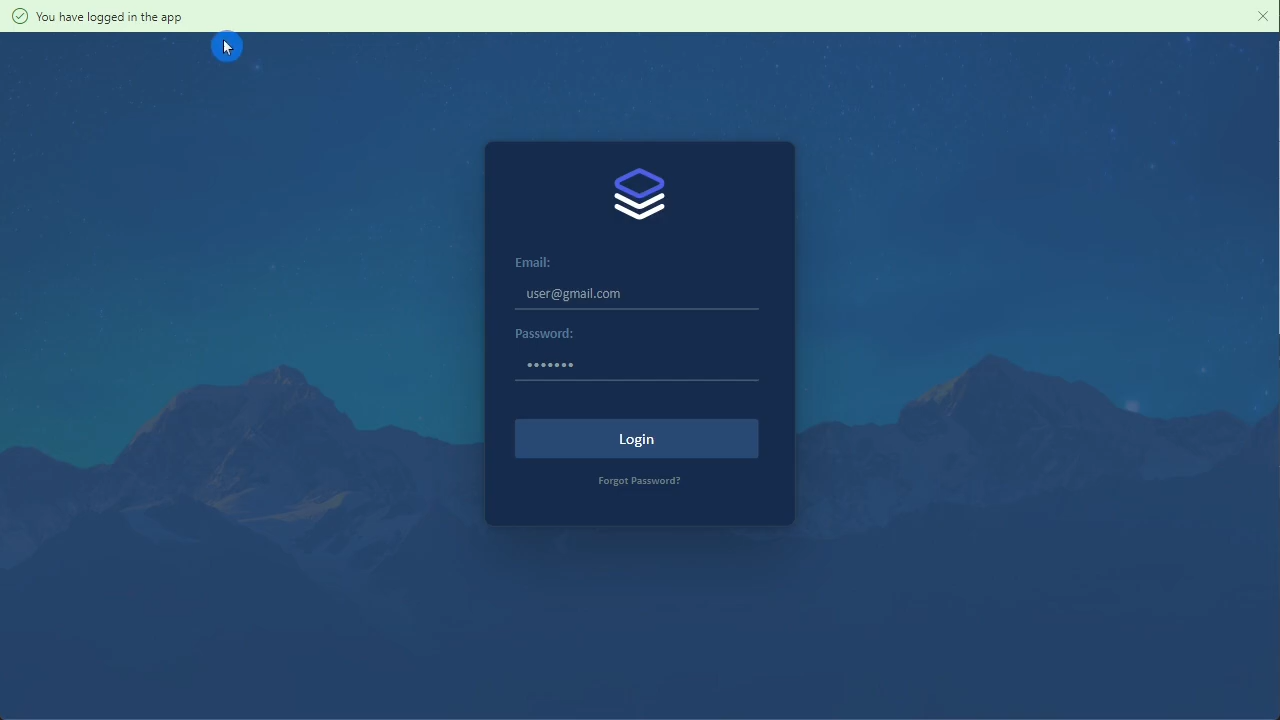 You have logged in the app
Email:
user@gmail.com
Password:
•••••••
Login
Forgot Password?